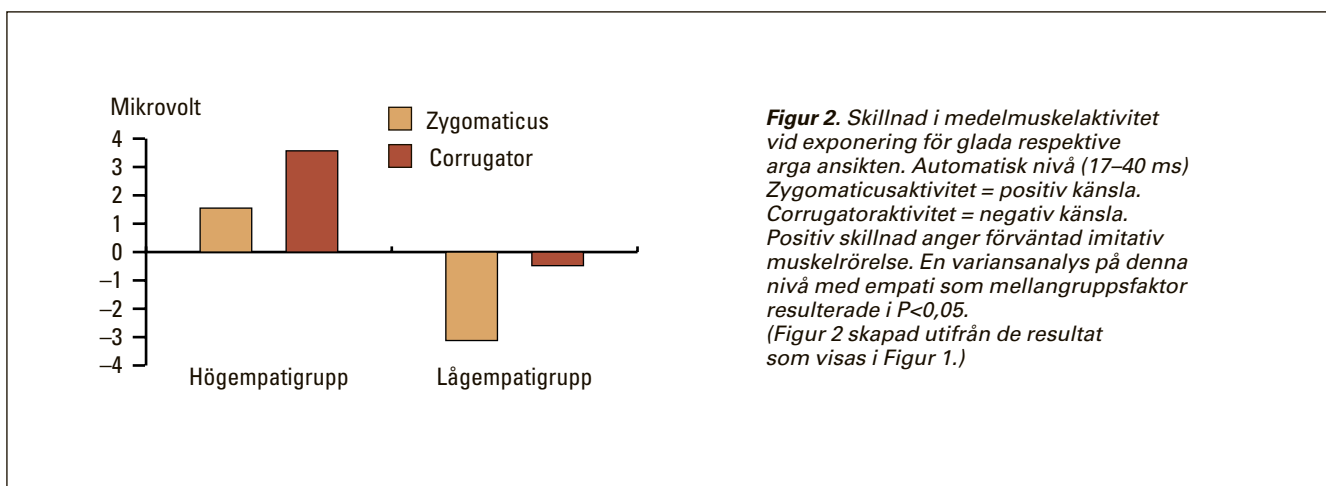 Mikrovolt
Zygomaticus
Corrugator
4
3
2
1
0
–1
–2
–3
–4
Högempatigrupp
Lågempatigrupp
Figur 2. Skillnad i medelmuskelaktivitet
vid exponering för glada respektive
arga ansikten. Automatisk nivå (17–40 ms)
Zygomaticusaktivitet = positiv känsla.
Corrugatoraktivitet = negativ känsla.
Positiv skillnad anger förväntad imitativ
muskelrörelse. En variansanalys på denna
nivå med empati som mellangruppsfaktor
resulterade i P<0,05.
(Figur 2 skapad utifrån de resultat
som visas i Figur 1.)